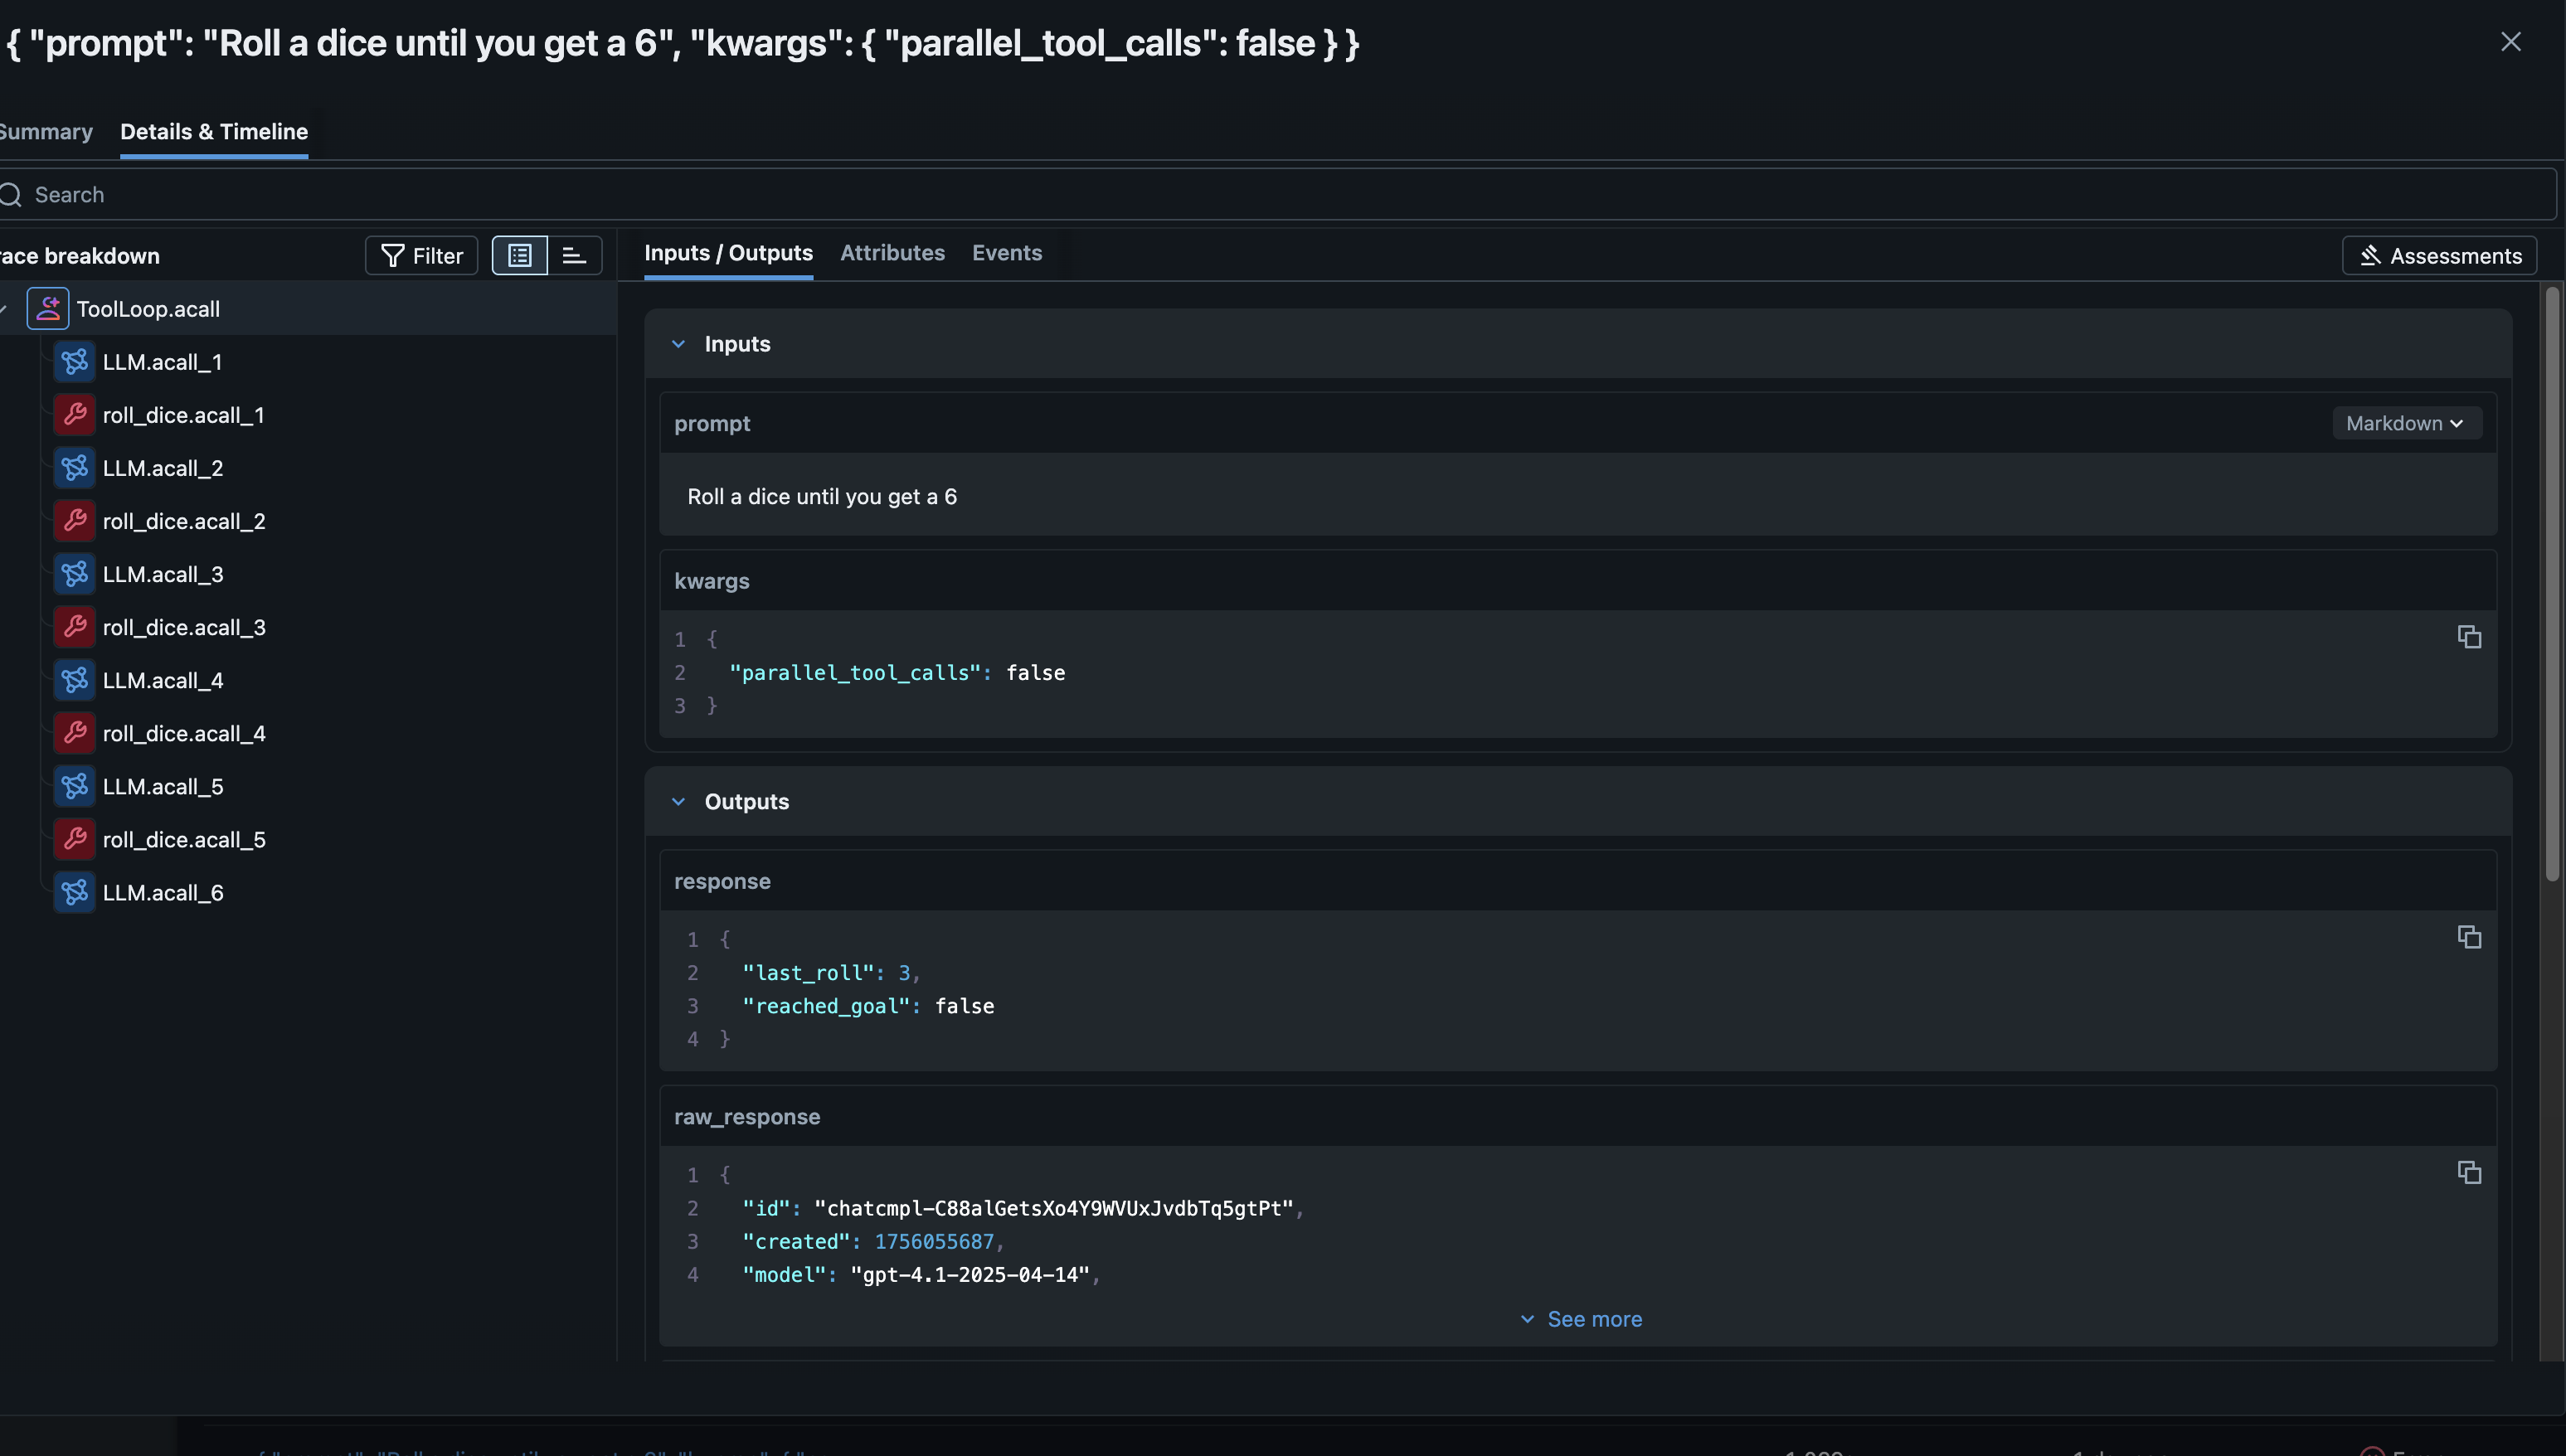 { "prompt": "Roll a dice until you get a 6", "kwargs": { "parallel_tool_calls": false } }
Summary
Details & Timeline
Search
race breakdown
Filter
Inputs / Outputs
Attributes
Events
Assessments
ToolLoop.acall
LLM.acall_1
roll_dice.acall_1
LLM.acall_2
roll_dice.acall_2
LLM.acall_3
roll_dice.acall_3
LLM.acall_4
roll_dice.acall_4
LLM.acall_5
roll_dice.acall_5
LLM.acall_6
Inputs
prompt
Markdown
Roll a dice until you get a 6
kwargs
1 {
2 "parallel_tool_calls": false
3 }
Outputs
response
1 {
2 "last_roll": 3,
3 "reached_goal": false
4 }
raw_response
1 {
2 "id": "chatcmpl-C88alGetsXo4Y9WVUxJvdbTq5gtPt",
3 "created": 1756055687,
4 "model": "gpt-4.1-2025-04-14",
See more